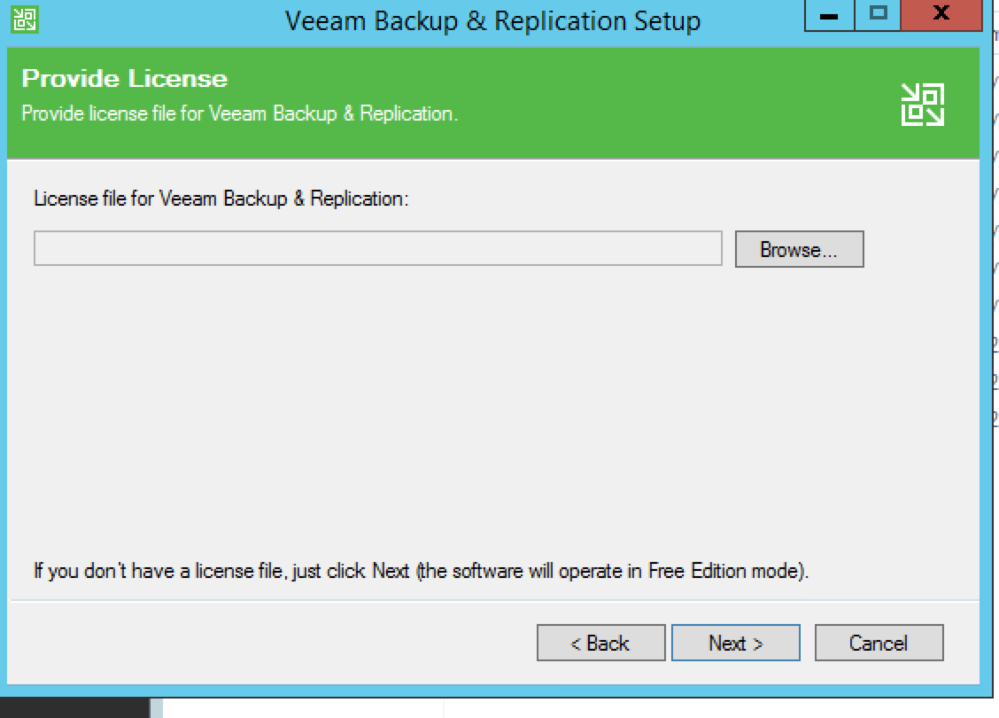 Veeam Backup & Replication Setup
Provide License
Provide license file for Veeam Backup & Replication.
License file for Veeam Backup & Replication:
Browse...
If you don't have a license file, just click Next (the software will operate in Free Edition mode).
< Back
Next >
Cancel